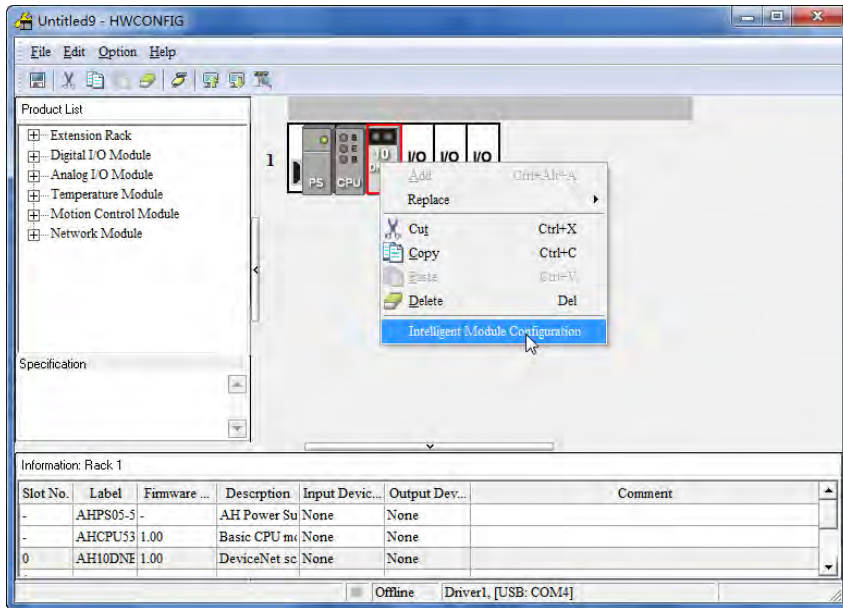 Untitled9 - HWCONFIG
File Edit Option Help
Product List
Extension Rack
Digital I/O Module
Analog I/O Module
Temperature Module
Motion Control Module
Network Module
1
PS CPU I/O I/O I/O
Add Ctrl+Alt+A
Replace
Cut Ctrl+X
Copy Ctrl+C
Paste Ctrl+V
Delete Del
Intelligent Module Configuration
Specification
Information: Rack 1
Slot No. Label Firmware ... Descrption Input Devic... Output Dev... Comment
- AHPS05-5 - AH Power Su None None
- AHCPU53 1.00 Basic CPU mo None None
0 AH10DNE 1.00 DeviceNet sc None None
Offline Driver1, [USB: COM4]